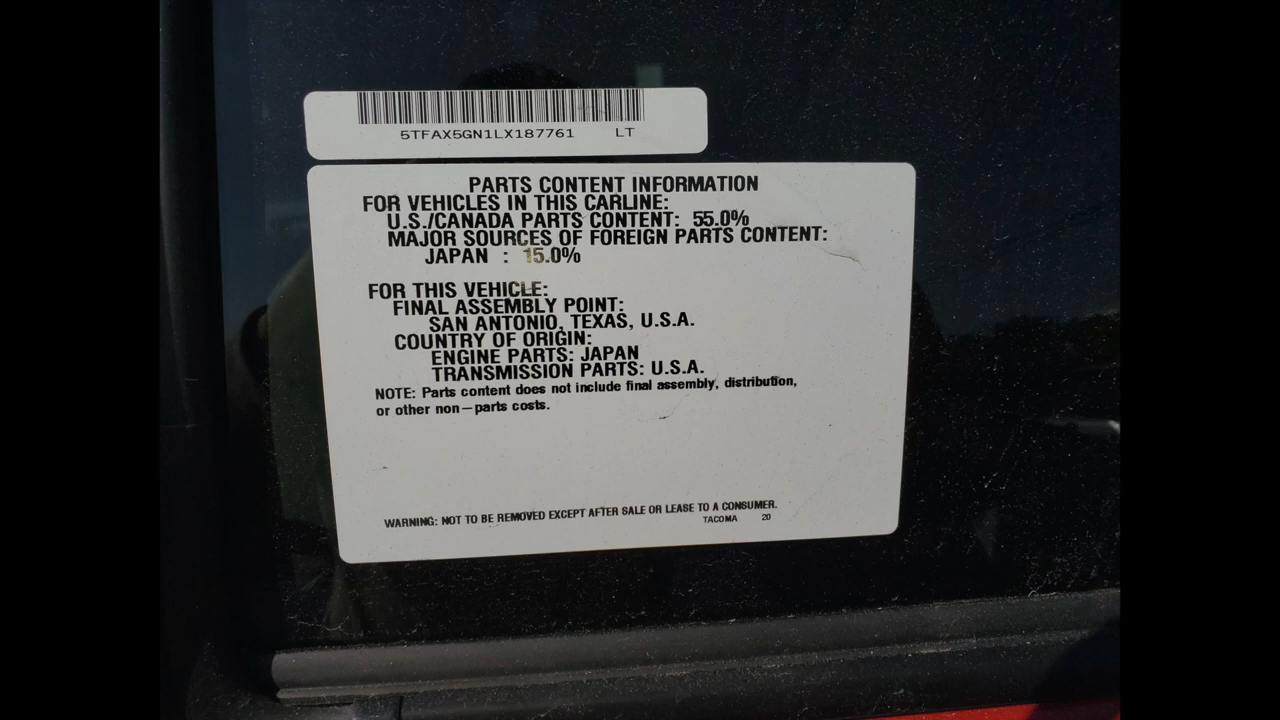 5TFAX5GN1LX187761 LT
PARTS CONTENT INFORMATION
FOR VEHICLES IN THIS CARLINE:
U.S./CANADA PARTS CONTENT: 55.0%
MAJOR SOURCES OF FOREIGN PARTS CONTENT:
JAPAN : 15.0%
FOR THIS VEHICLE:
FINAL ASSEMBLY POINT:
SAN ANTONIO, TEXAS, U.S.A.
COUNTRY OF ORIGIN:
ENGINE PARTS: JAPAN
TRANSMISSION PARTS: U.S.A.
NOTE: Parts content does not include final assembly, distribution,
or other non-parts costs.
WARNING: NOT TO BE REMOVED EXCEPT AFTER SALE OR LEASE TO A CONSUMER.
TACOMA 20